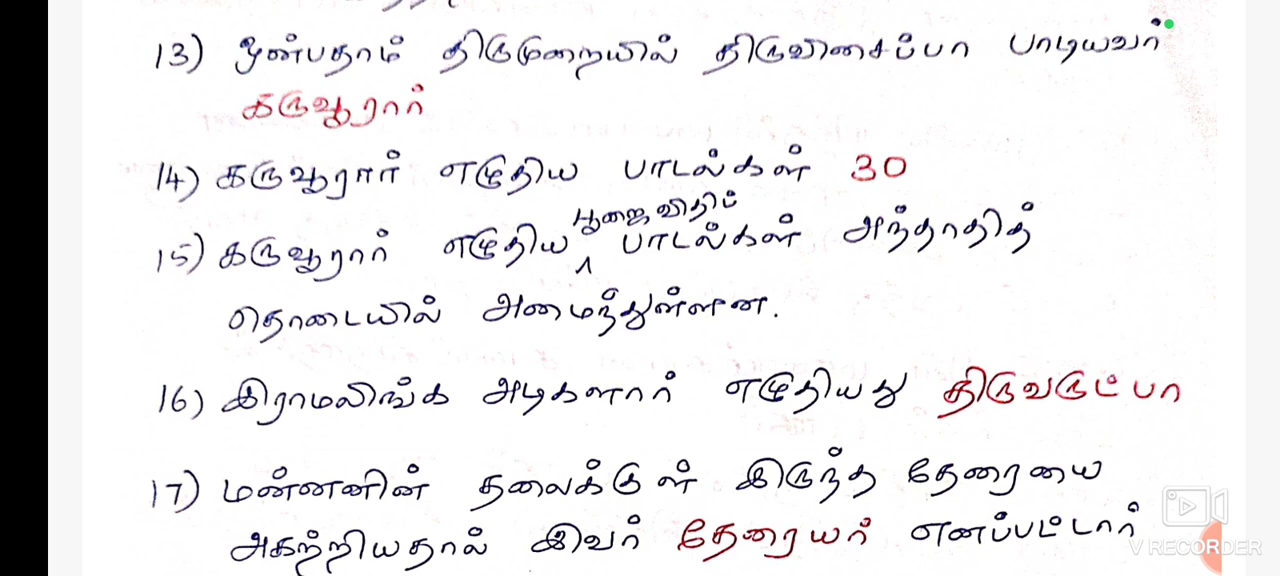 13) ஒன்பதாம் திருமுறையில் திருவிசைப்பா பாடியவர்
கருவூரார்
14) கருவூரார் எழுதிய பாடல்கள் 30
பூஜை விதிப்
15) கருவூரார் எழுதிய ^ பாடல்கள் அந்தாதித்
தொடையில் அமைந்துள்ளன.
16) இராமலிங்க அடிகளார் எழுதியது திருவருட்பா
17) மன்னனின் தலைக்குள் இருந்த தேரையை
அகற்றியதால் இவர் தேரையர் எனப்பட்டார்
V RECORDER